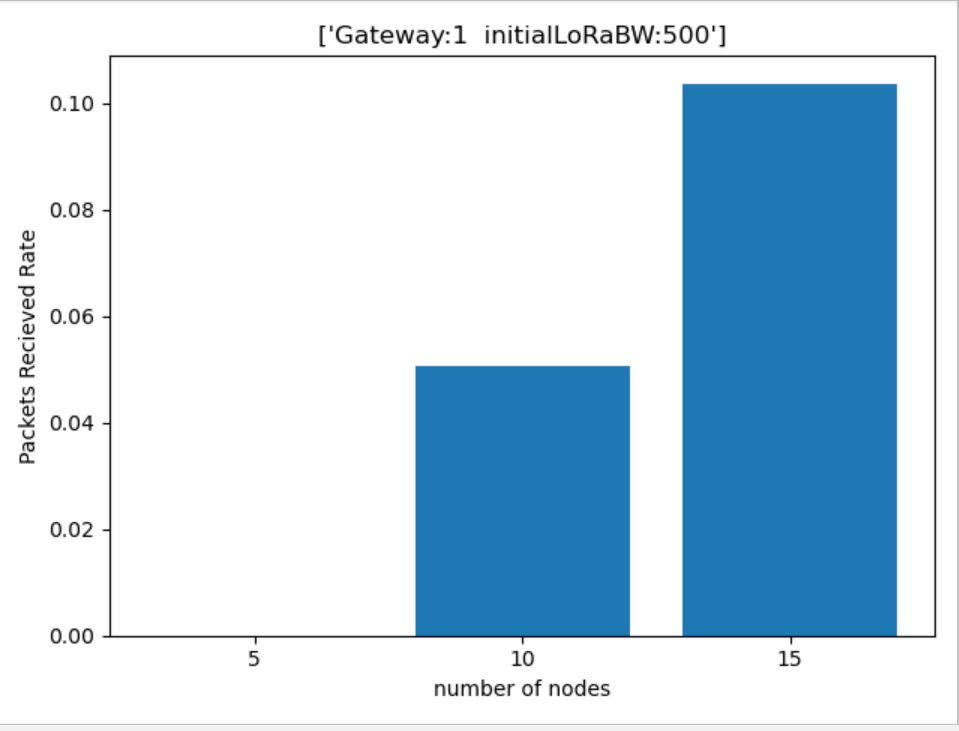 ['Gateway:1  initialLoRaBW:500']
Packets Recieved Rate
0.10
0.08
0.06
0.04
0.02
0.00
5 10 15
number of nodes